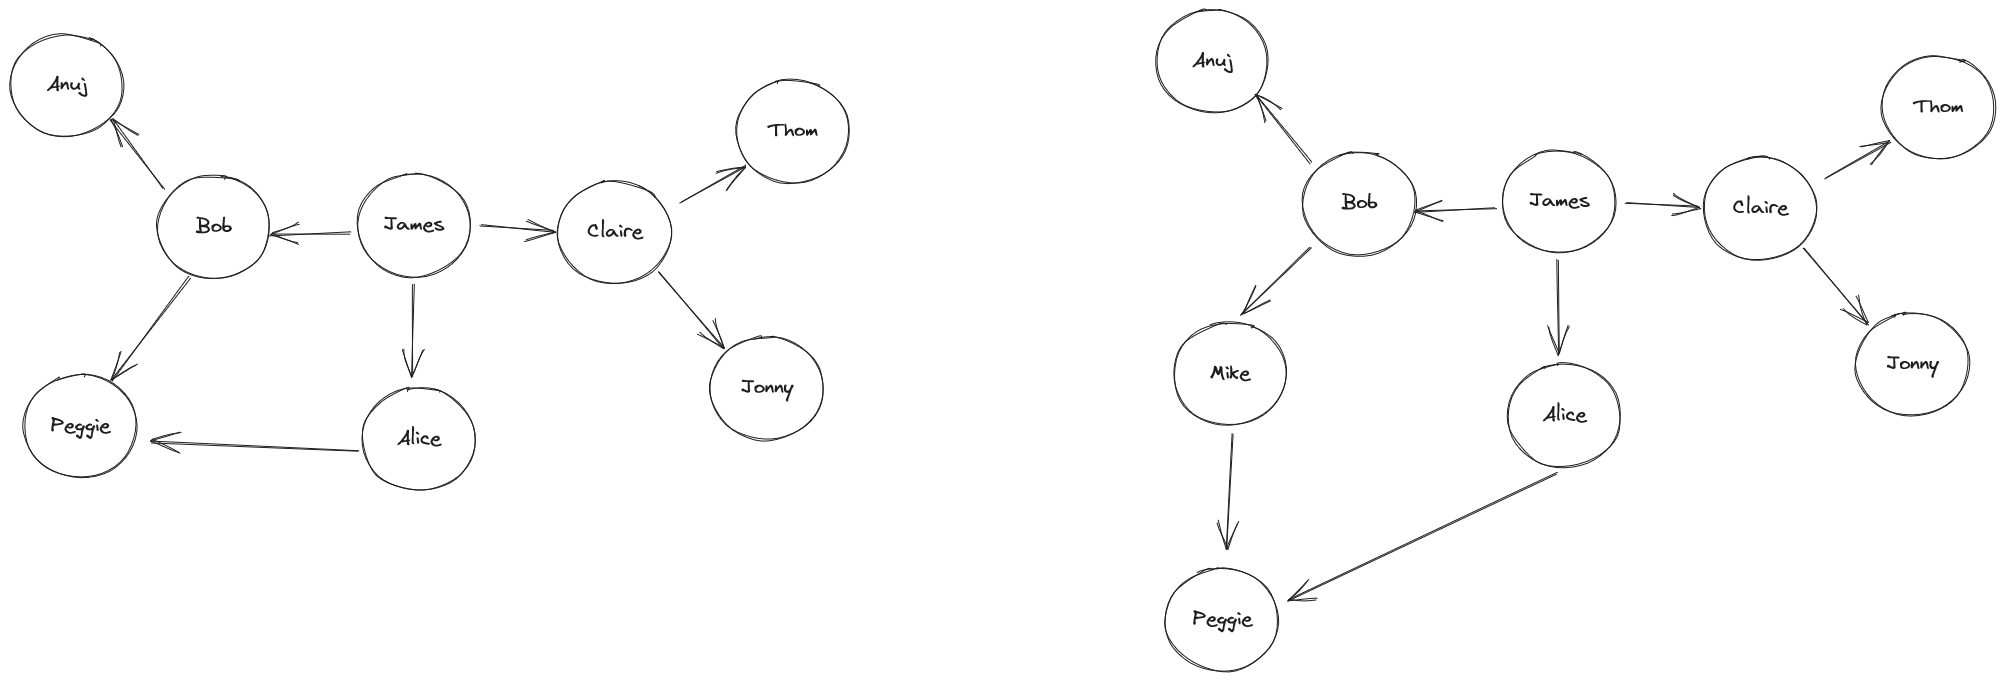 Anuj
Thom
Bob
James
Claire
Jonny
Peggie
Alice
Anuj
Thom
Bob
James
Claire
Mike
Alice
Jonny
Peggie